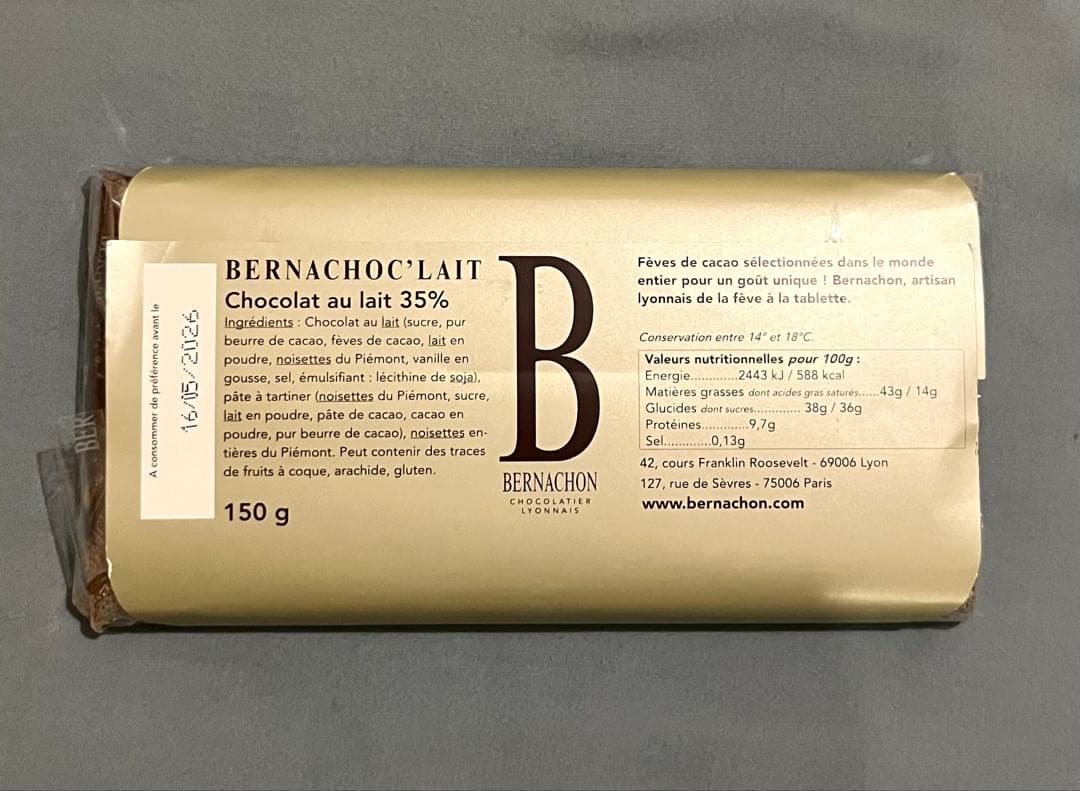 A consommer de préférence avant le
16/05/2026
BERNACHOC’LAIT
Chocolat au lait 35%
Ingrédients : Chocolat au lait (sucre, pur
beurre de cacao, fèves de cacao, lait en
poudre, noisettes du Piémont, vanille en
gousse, sel, émulsifiant : lécithine de soja),
pâte à tartiner (noisettes du Piémont, sucre,
lait en poudre, pâte de cacao, cacao en
poudre, pur beurre de cacao), noisettes en-
tières du Piémont. Peut contenir des traces
de fruits à coque, arachide, gluten.
150 g
B
BERNACHON
CHOCOLATIER
LYONNAIS
Fèves de cacao sélectionnées dans le monde
entier pour un goût unique ! Bernachon, artisan
lyonnais de la fève à la tablette.
Conservation entre 14° et 18°C.
Valeurs nutritionnelles pour 100g :
Energie.............2443 kJ / 588 kcal
Matières grasses dont acides gras saturés......43g / 14g
Glucides dont sucres............. 38g / 36g
Protéines.............9,7g
Sel.............0,13g
42, cours Franklin Roosevelt - 69006 Lyon
127, rue de Sèvres - 75006 Paris
www.bernachon.com
BER